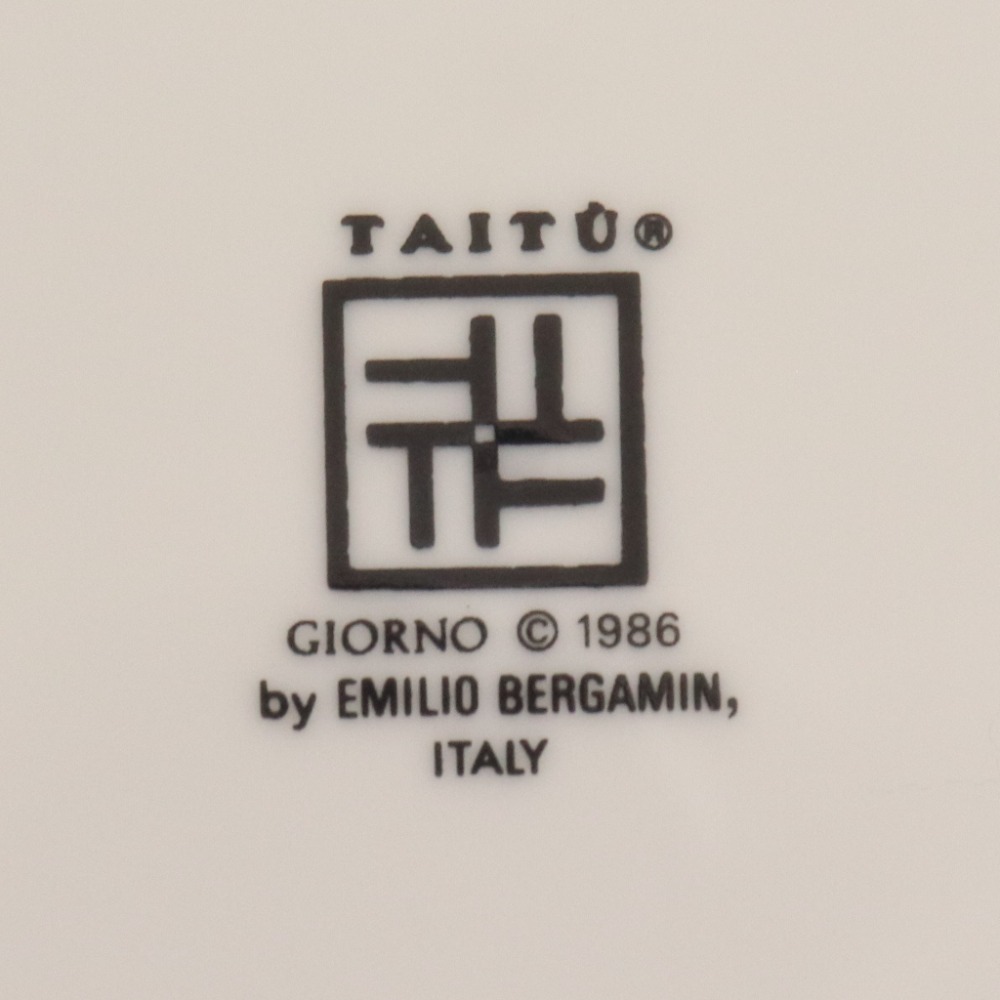 TAITÙ®
GIORNO © 1986
by EMILIO BERGAMIN,
ITALY